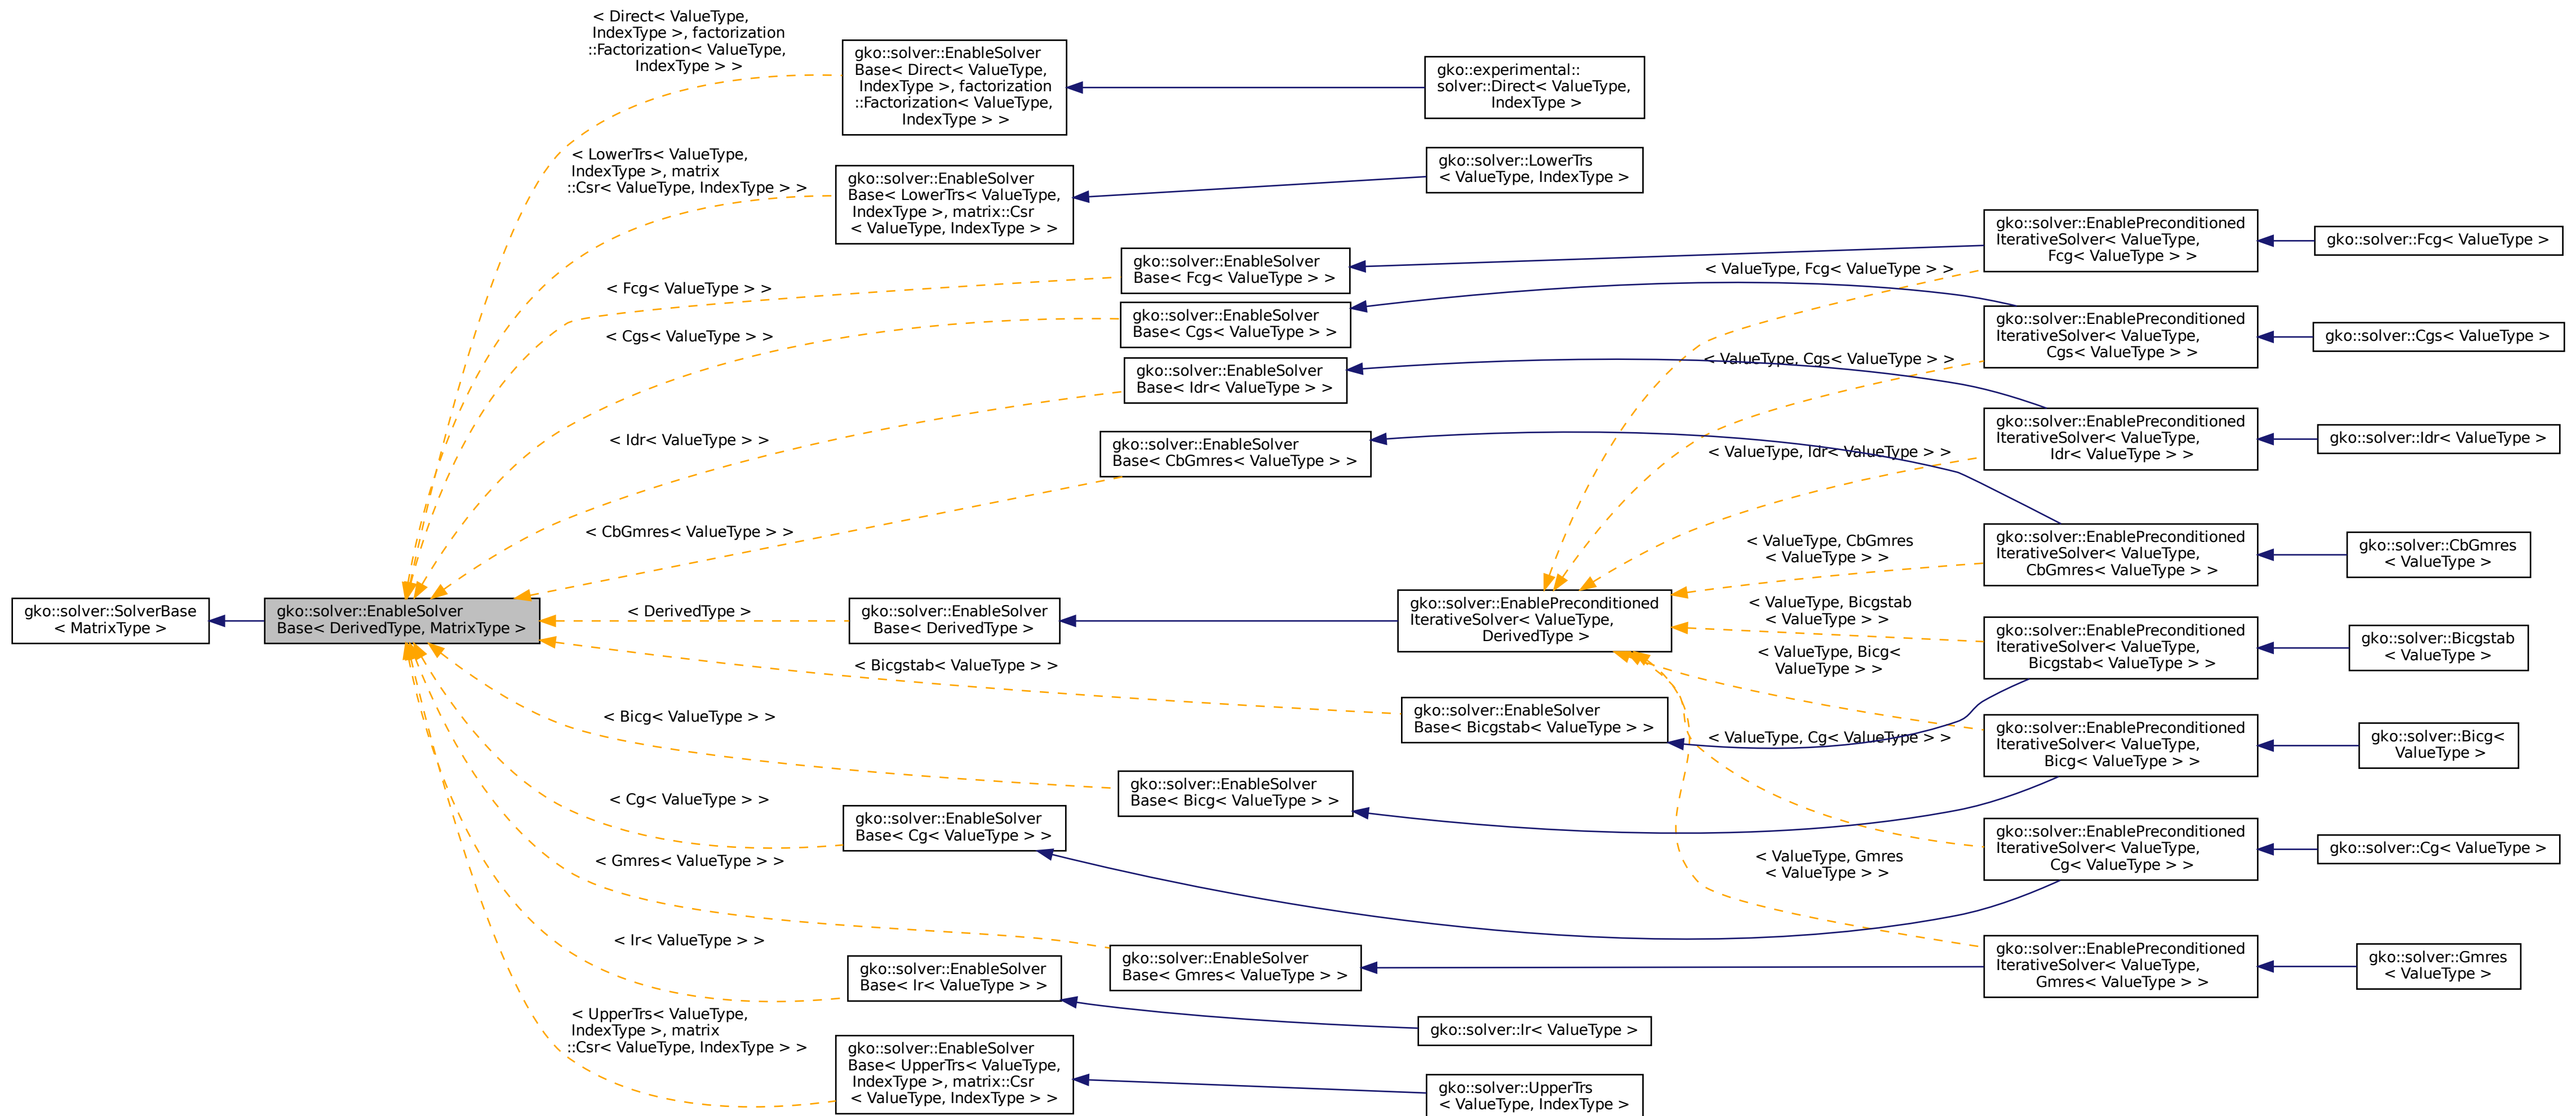 < Direct< ValueType,
IndexType >, factorization
::Factorization< ValueType,
IndexType > >
gko::solver::EnableSolver
Base< Direct< ValueType,
IndexType >, factorization
::Factorization< ValueType,
IndexType > >
gko::experimental::
solver::Direct< ValueType,
IndexType >
< LowerTrs< ValueType,
IndexType >, matrix
::Csr< ValueType, IndexType > >
gko::solver::EnableSolver
Base< LowerTrs< ValueType,
IndexType >, matrix::Csr
< ValueType, IndexType > >
gko::solver::LowerTrs
< ValueType, IndexType >
< Fcg< ValueType > >
gko::solver::EnableSolver
Base< Fcg< ValueType > >
< ValueType, Fcg< ValueType > >
gko::solver::EnablePreconditioned
IterativeSolver< ValueType,
Fcg< ValueType > >
gko::solver::Fcg< ValueType >
< Cgs< ValueType > >
gko::solver::EnableSolver
Base< Cgs< ValueType > >
< ValueType, Cgs< ValueType > >
gko::solver::EnablePreconditioned
IterativeSolver< ValueType,
Cgs< ValueType > >
gko::solver::Cgs< ValueType >
< Idr< ValueType > >
gko::solver::EnableSolver
Base< Idr< ValueType > >
< ValueType, Idr< ValueType > >
gko::solver::EnablePreconditioned
IterativeSolver< ValueType,
Idr< ValueType > >
gko::solver::Idr< ValueType >
< CbGmres< ValueType > >
gko::solver::EnableSolver
Base< CbGmres< ValueType > >
< ValueType, CbGmres
< ValueType > >
gko::solver::EnablePreconditioned
IterativeSolver< ValueType,
CbGmres< ValueType > >
gko::solver::CbGmres
< ValueType >
gko::solver::SolverBase
< MatrixType >
gko::solver::EnableSolver
Base< DerivedType, MatrixType >
< DerivedType >
gko::solver::EnableSolver
Base< DerivedType >
gko::solver::EnablePreconditioned
IterativeSolver< ValueType,
DerivedType >
< ValueType, Bicgstab
< ValueType > >
gko::solver::EnablePreconditioned
IterativeSolver< ValueType,
Bicgstab< ValueType > >
gko::solver::Bicgstab
< ValueType >
< Bicgstab< ValueType > >
gko::solver::EnableSolver
Base< Bicgstab< ValueType > >
< ValueType, Bicg<
ValueType > >
gko::solver::EnablePreconditioned
IterativeSolver< ValueType,
Bicg< ValueType > >
gko::solver::Bicg<
ValueType >
< Bicg< ValueType > >
gko::solver::EnableSolver
Base< Bicg< ValueType > >
< ValueType, Cg< ValueType > >
< Cg< ValueType > >
gko::solver::EnableSolver
Base< Cg< ValueType > >
gko::solver::EnablePreconditioned
IterativeSolver< ValueType,
Cg< ValueType > >
gko::solver::Cg< ValueType >
< Gmres< ValueType > >
gko::solver::EnableSolver
Base< Gmres< ValueType > >
< ValueType, Gmres
< ValueType > >
gko::solver::EnablePreconditioned
IterativeSolver< ValueType,
Gmres< ValueType > >
gko::solver::Gmres
< ValueType >
< Ir< ValueType > >
gko::solver::EnableSolver
Base< Ir< ValueType > >
gko::solver::Ir< ValueType >
< UpperTrs< ValueType,
IndexType >, matrix
::Csr< ValueType, IndexType > >
gko::solver::EnableSolver
Base< UpperTrs< ValueType,
IndexType >, matrix::Csr
< ValueType, IndexType > >
gko::solver::UpperTrs
< ValueType, IndexType >